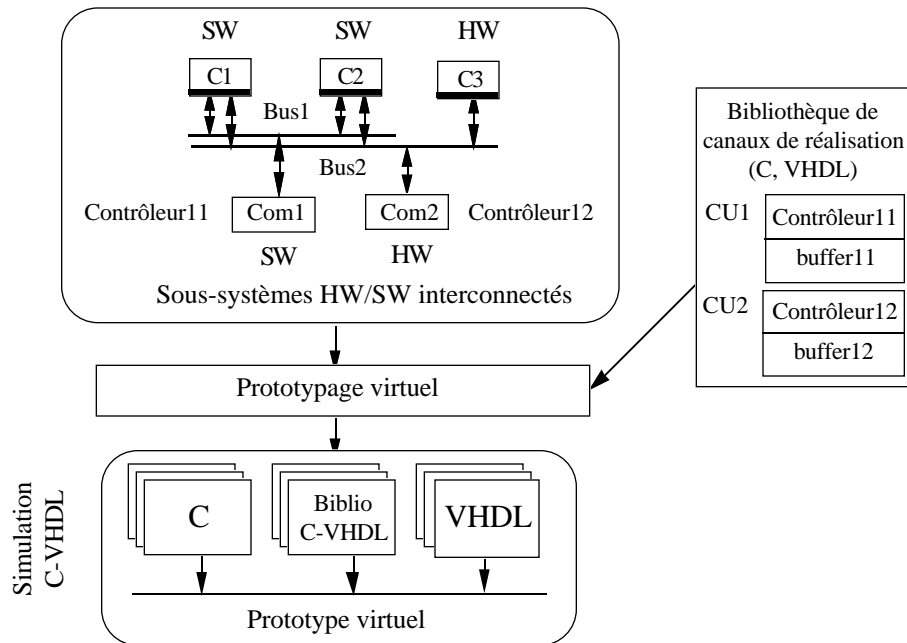 SW
SW
HW
C1
C2
C3
Bus1
Bus2
Contrôleur11
Com1
Com2
Contrôleur12
SW
HW
Sous-systèmes HW/SW interconnectés
Bibliothèque de
canaux de réalisation
(C, VHDL)
CU1
Contrôleur11
buffer11
CU2
Contrôleur12
buffer12
Prototypage virtuel
Simulation
C-VHDL
C
Biblio
C-VHDL
VHDL
Prototype virtuel